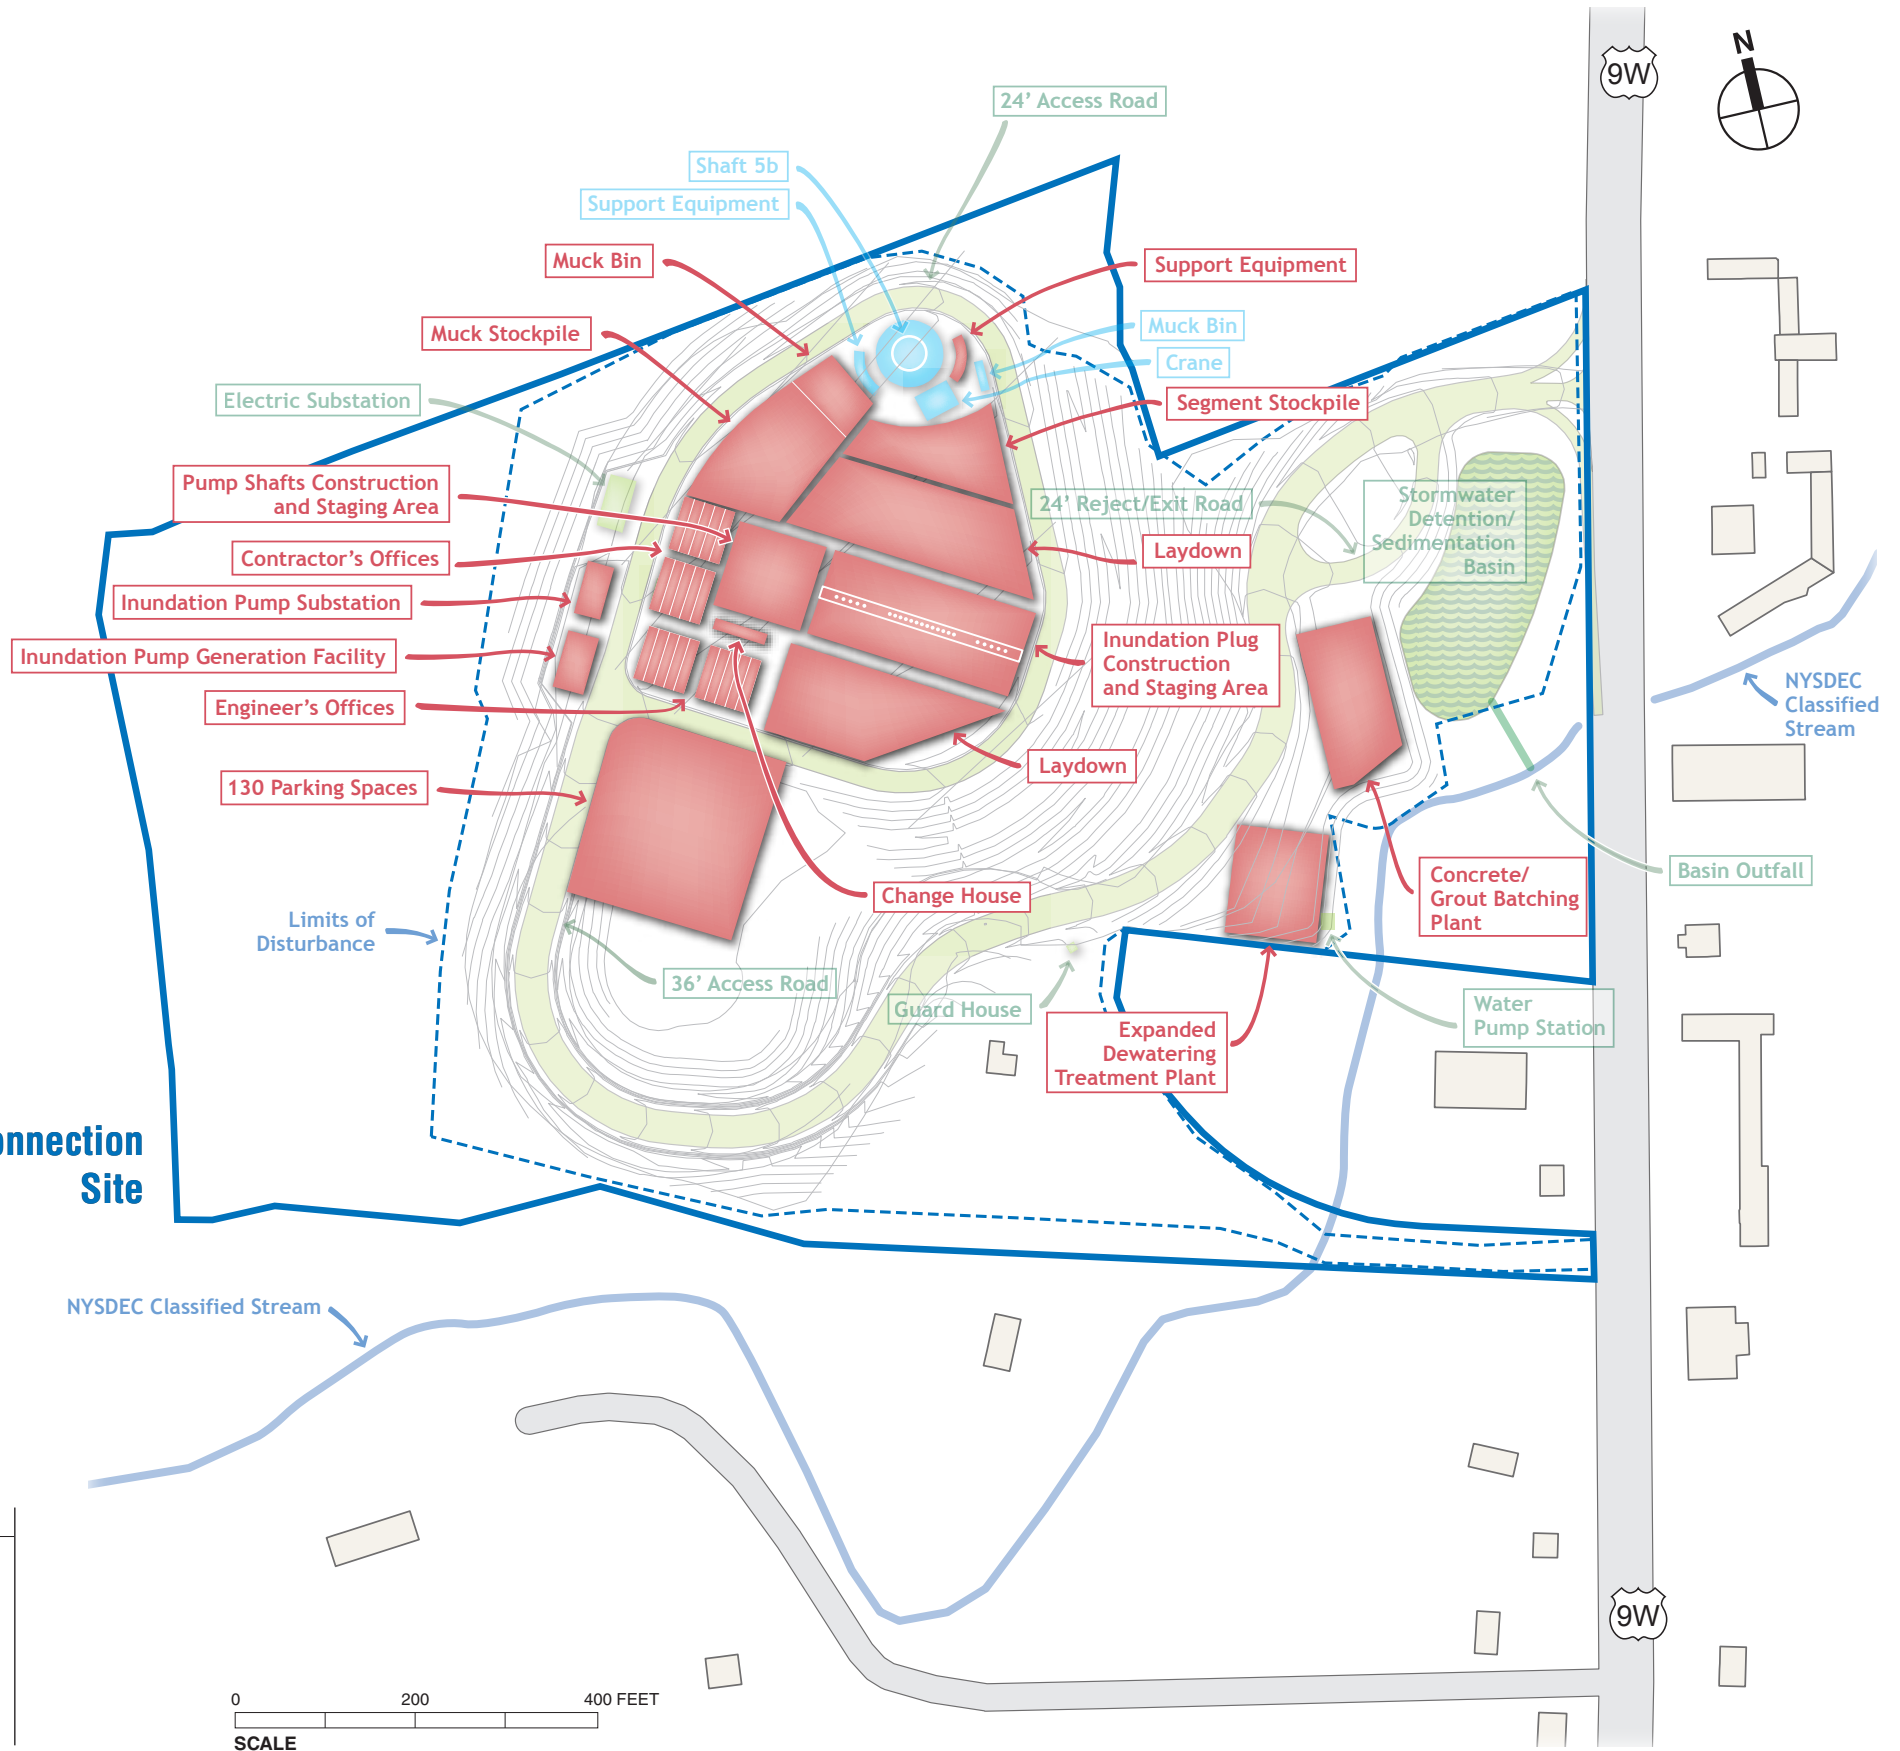 N
9W
24’ Access Road
Shaft 5b
Support Equipment
Muck Bin
Support Equipment
Muck Stockpile
Muck Bin
Crane
Electric Substation
Segment Stockpile
Pump Shafts Construction
and Staging Area
24’ Reject/Exit Road
Stormwater
Detention/
Sedimentation
Basin
Contractor’s Offices
Laydown
Inundation Pump Substation
Inundation Pump Generation Facility
Inundation Plug
Construction
and Staging Area
Engineer’s Offices
NYSDEC
Classified
Stream
Laydown
130 Parking Spaces
Change House
Concrete/
Grout Batching
Plant
Basin Outfall
Limits of
Disturbance
36’ Access Road
Guard House
Water
Pump Station
Expanded
Dewatering
Treatment Plant
onnection
Site
NYSDEC Classified Stream
9W
0 200 400 FEET
SCALE